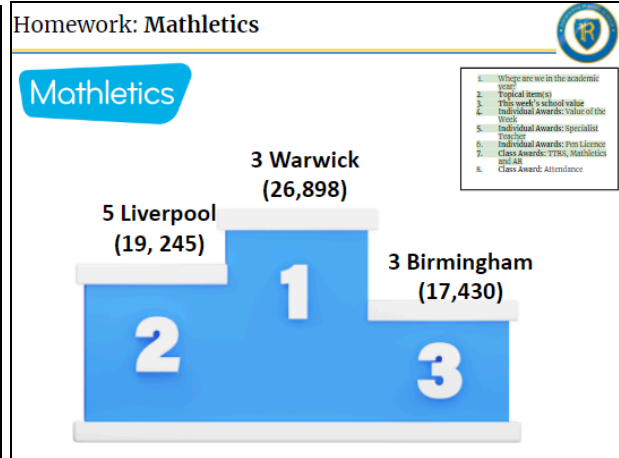 Homework: Mathletics
R
Mathletics
1. Where are we in the academic
year?
2. Topical item(s)
3. This week's school value
4. Individual Awards: Value of the
Week
5. Individual Awards: Specialist
Teacher
6. Individual Awards: Pen Licence
7. Class Awards: TTRS, Mathletics
and AR
8. Class Award: Attendance
3 Warwick
(26,898)
5 Liverpool
(19, 245)
3 Birmingham
(17,430)
1
2
3